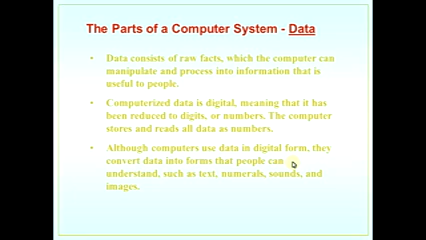 The Parts of a Computer System - Data
• Data consists of raw facts, which the computer can
manipulate and process into information that is
useful to people.
• Computerized data is digital, meaning that it has
been reduced to digits, or numbers. The computer
stores and reads all data as numbers.
• Although computers use data in digital form, they
convert data into forms that people can
understand, such as text, numerals, sounds, and
images.